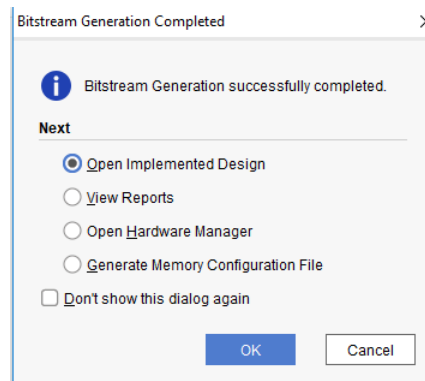 Bitstream Generation Completed
Bitstream Generation successfully completed.
Next
Open Implemented Design
View Reports
Open Hardware Manager
Generate Memory Configuration File
Don't show this dialog again
OK
Cancel